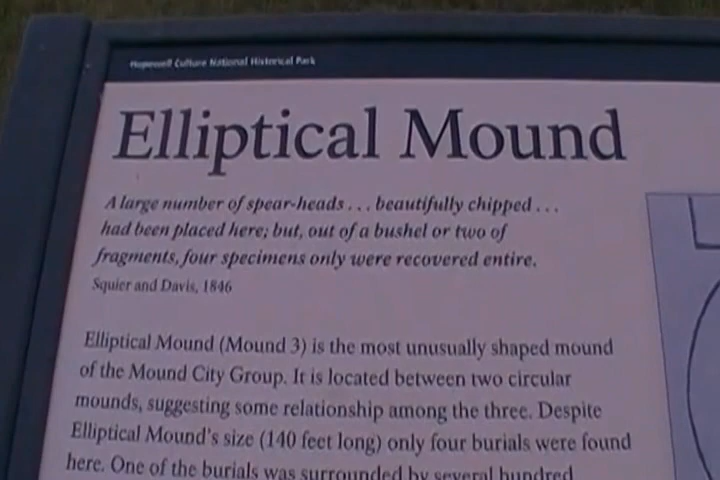 Hopewell Culture National Historical Park
Elliptical Mound
A large number of spear-heads . . . beautifully chipped . . .
had been placed here; but, out of a bushel or two of
fragments, four specimens only were recovered entire.
Squier and Davis, 1846
Elliptical Mound (Mound 3) is the most unusually shaped mound
of the Mound City Group. It is located between two circular
mounds, suggesting some relationship among the three. Despite
Elliptical Mound's size (140 feet long) only four burials were found
here. One of the burials was surrounded by several hundred